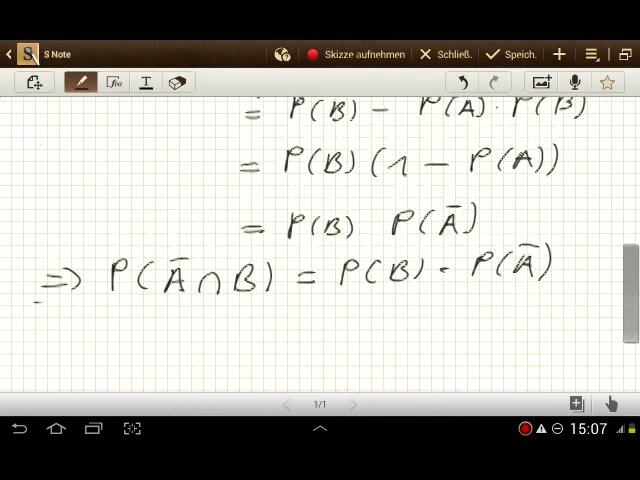 S Note
Skizze aufnehmen Schließ. Speich.
f(x) T
= P(B) - P(A) · P(B)
= P(B) (1 - P(A))
= P(B) P(Ā)
=> P(Ā ∩ B) = P(B) · P(Ā)
1/1
15:07